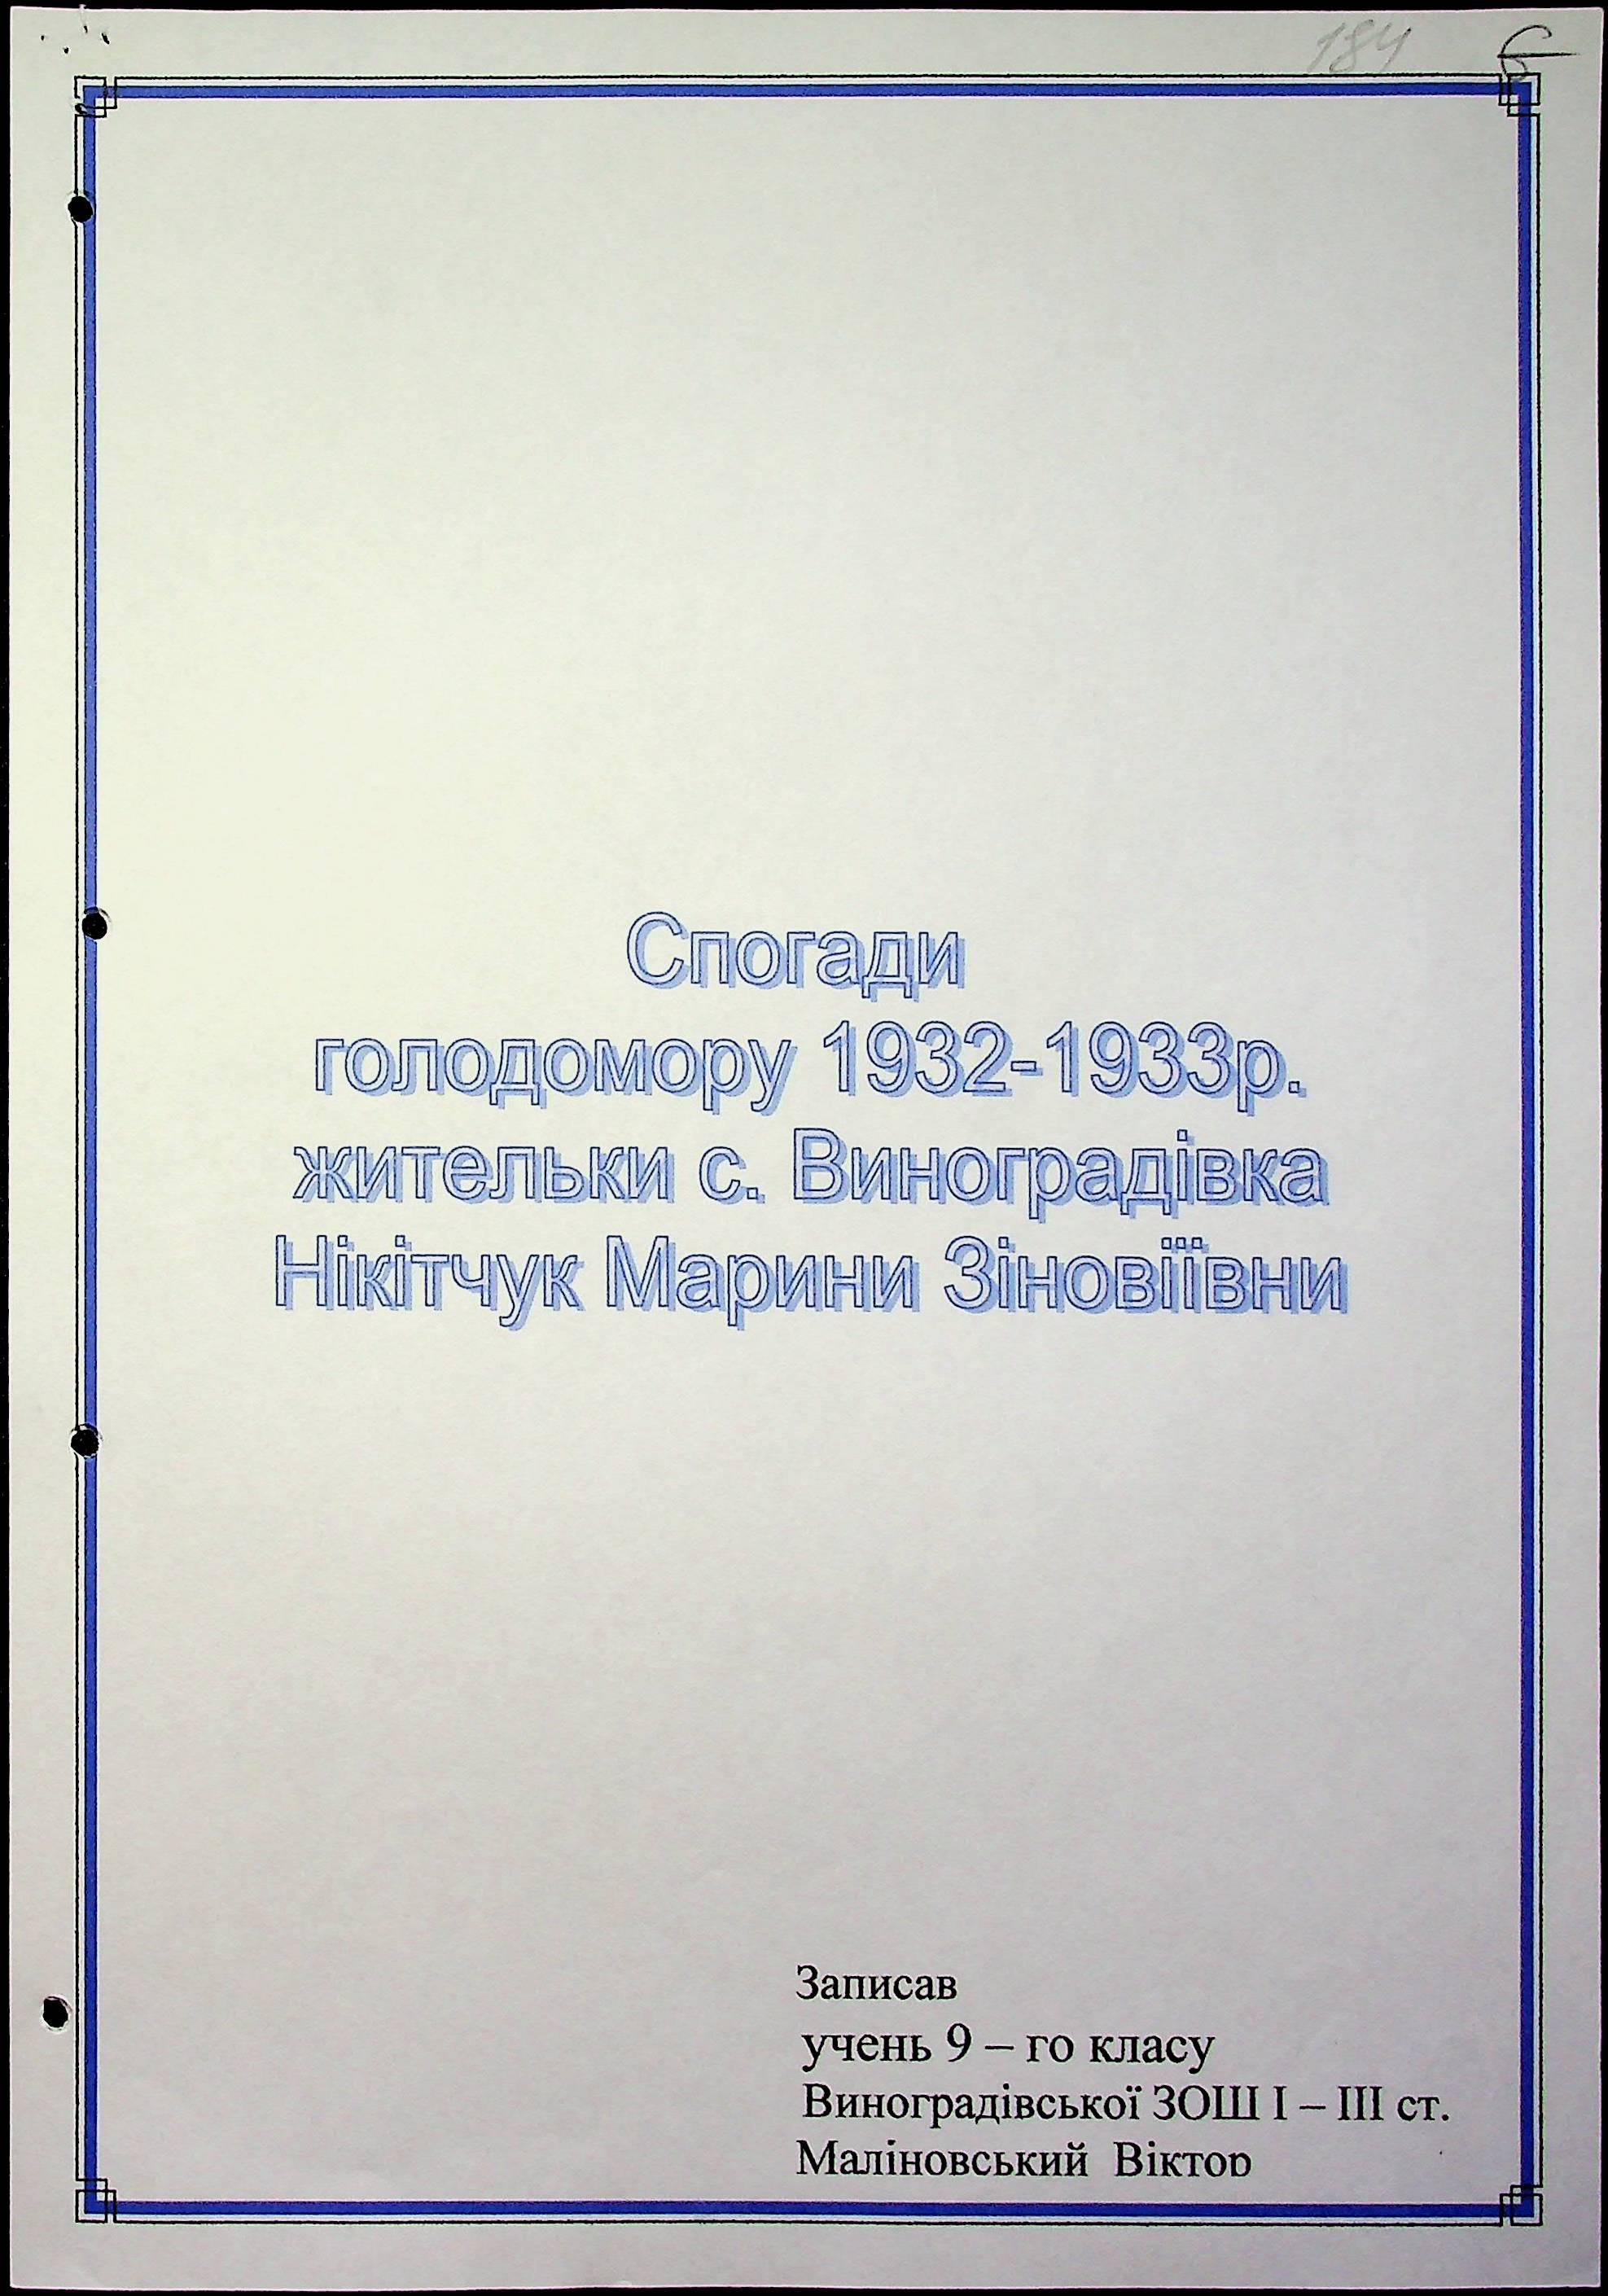 184 6
Спогади
голодомору 1932-1933р.
жительки с. Виноградівка
Нікітчук Марини Зіновіївни
Записав
учень 9 – го класу
Виноградівської ЗОШ І – ІІІ ст.
Маліновський Віктор